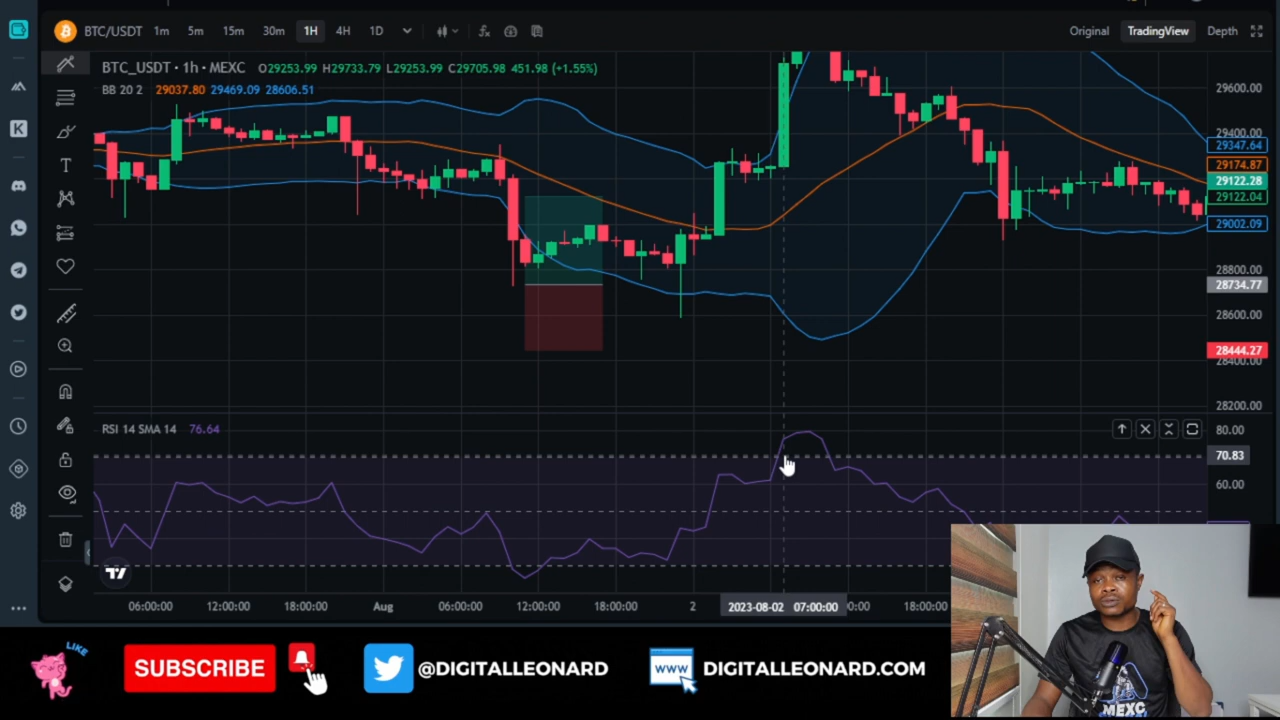 BTC/USDT 1m 5m 15m 30m 1H 4H 1D Original TradingView Depth
BTC_USDT · 1h · MEXC O29253.99 H29733.79 L29253.99 C29705.98 451.98 (+1.55%)
BB 20 2 29037.80 29469.09 28606.51
29600.00
29400.00
29347.64
29174.87
29122.28
29122.04
29002.09
28800.00
28734.77
28600.00
28444.27
28400.00
28200.00
RSI 14 SMA 14 76.64
80.00
70.83
60.00
K
T
06:00:00 12:00:00 18:00:00 Aug 06:00:00 12:00:00 18:00:00 2 2023-08-02 07:00:00 18:00:00
LIKE
SUBSCRIBE
@DIGITALLEONARD
WWW
DIGITALLEONARD.COM
MEXC